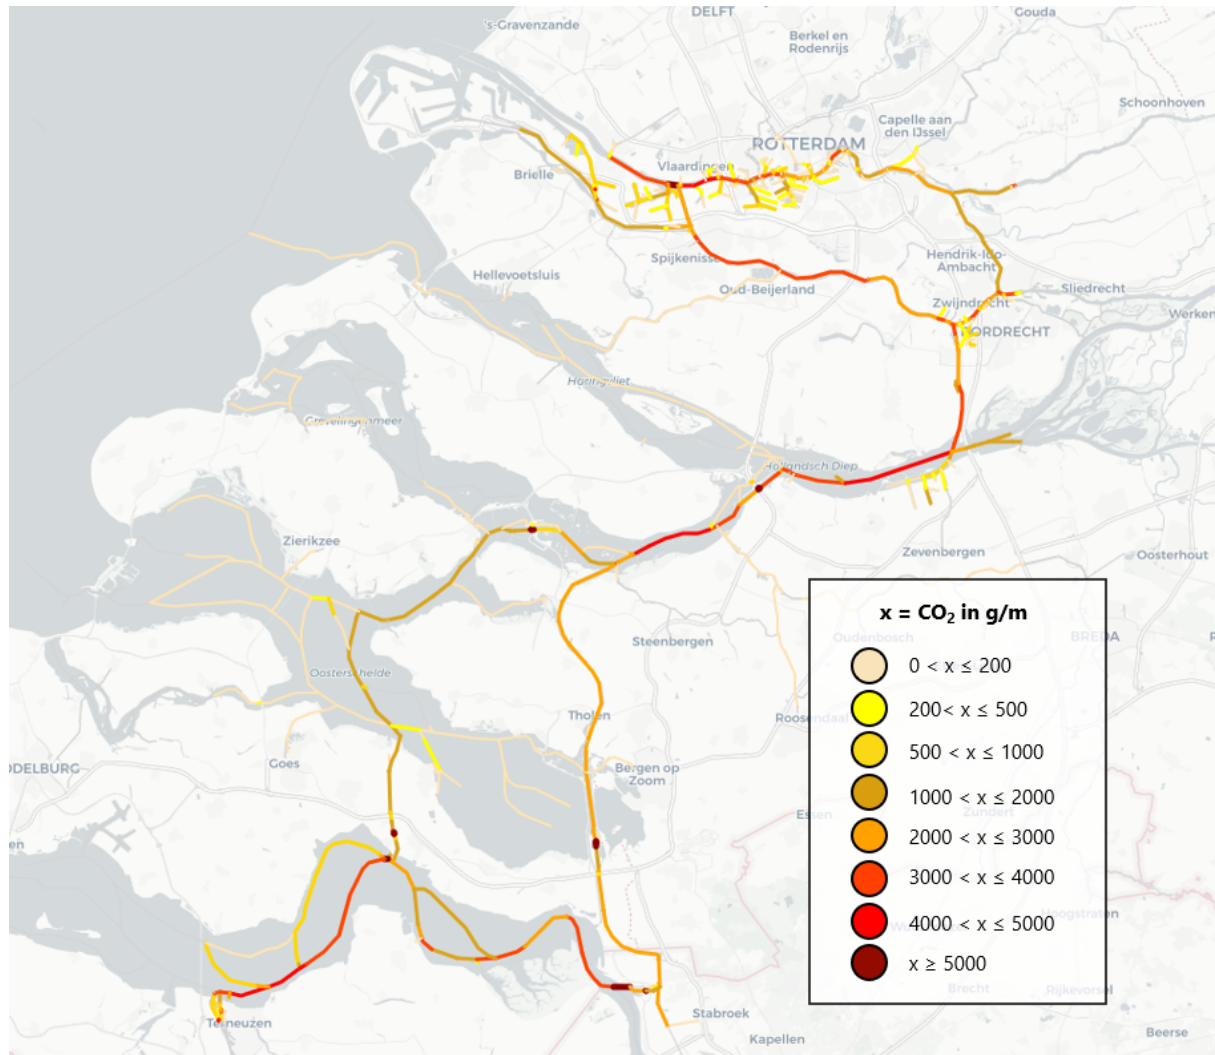 DELFT
Gouda
's-Gravenzande
Berkel en
Rodenrijs
Schoonhoven
Capelle aan
den IJssel
ROTTERDAM
Vlaardingen
Brielle
Hendrik-Ido-
Ambacht
Spijkenisse
Hellevoetsluis
Oud-Beijerland
Sliedrecht
Zwijndrecht
Werken
DORDRECHT
Haringvliet
Grevelingenmeer
Hollandsch Diep
Zierikzee
Zevenbergen
Oosterhout
x = CO₂ in g/m
Oudenbosch
BREDA
Steenbergen
0 < x ≤ 200
Oosterschelde
200< x ≤ 500
Tholen
Roosendaal
500 < x ≤ 1000
Goes
DDELBURG
Bergen op
Zoom
1000 < x ≤ 2000
Essen
Zundert
2000 < x ≤ 3000
en
3000 < x ≤ 4000
Hoogstraten
4000 < x ≤ 5000
x ≥ 5000
Brecht
Rijkevorsel
Terneuzen
Stabroek
Kapellen
Beerse